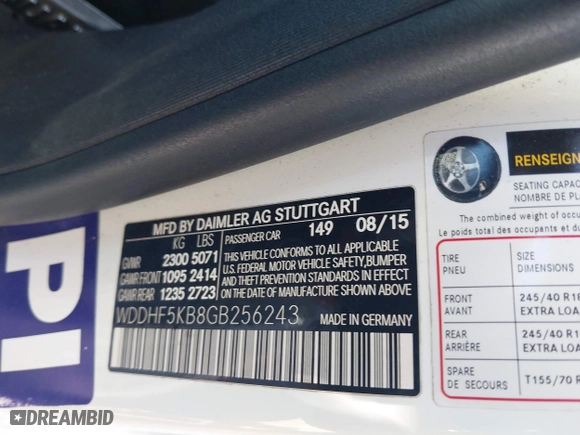 MFD BY DAIMLER AG STUTTGART
KG LBS PASSENGER CAR 149 08/15
GVWR 2300 5071
GAWR FRONT 1095 2414
GAWR REAR 1235 2723
THIS VEHICLE CONFORMS TO ALL APPLICABLE
U.S. FEDERAL MOTOR VEHICLE SAFETY, BUMPER
AND THEFT PREVENTION STANDARDS IN EFFECT
ON THE DATE OF MANUFACTURE SHOWN ABOVE
WDDHF5KB8GB256243
MADE IN GERMANY
PI
SEATING CAPAC
NOMBRE DE PL
The combined weight of occup
Le poids total des occupants et du
TIRE
PNEU
SIZE
DIMENSIONS
FRONT
AVANT
245/40 R18
EXTRA LOA
REAR
ARRIÈRE
245/40 R1
EXTRA LOA
SPARE
DE SECOURS
T155/70 R
RENSEIGN
DREAMBID